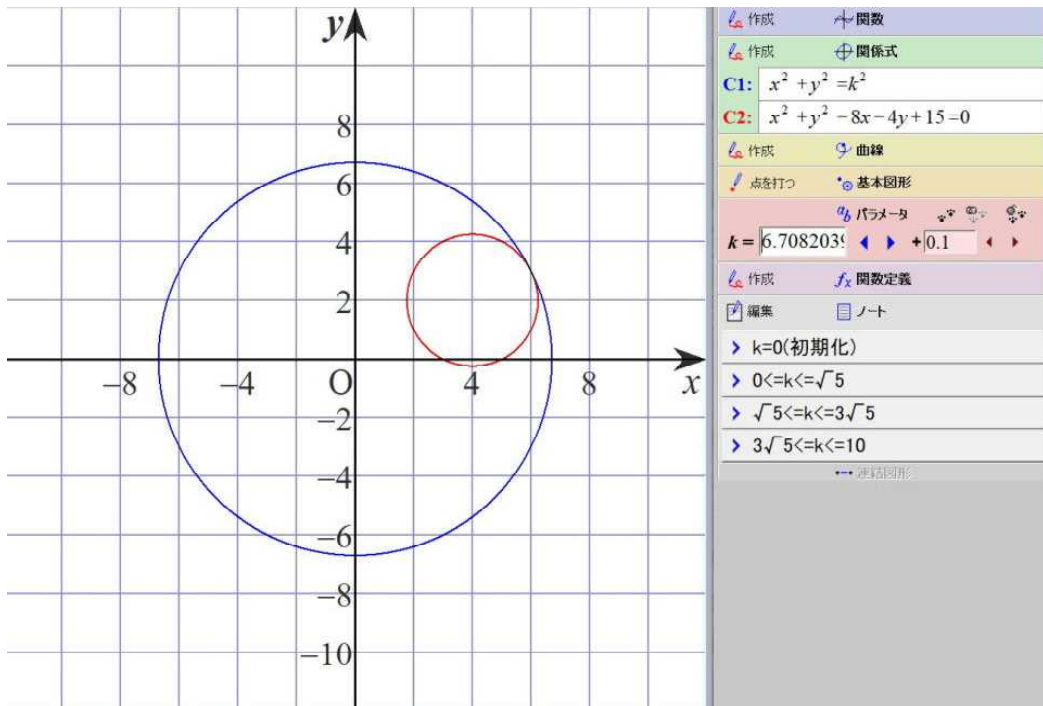 y
8
6
4
2
−8
−4
O
4
8
x
−2
−4
−6
−8
−10
作成 関数
作成 関係式
C1: x² + y² = k²
C2: x² + y² − 8x − 4y + 15 = 0
作成 曲線
点を打つ 基本図形
ab パラメータ
k = 6.7082039 + 0.1
作成 fx 関数定義
編集 ノート
k=0(初期化)
0<=k<=√5
√5<=k<=3√5
3√5<=k<=10
連結図形